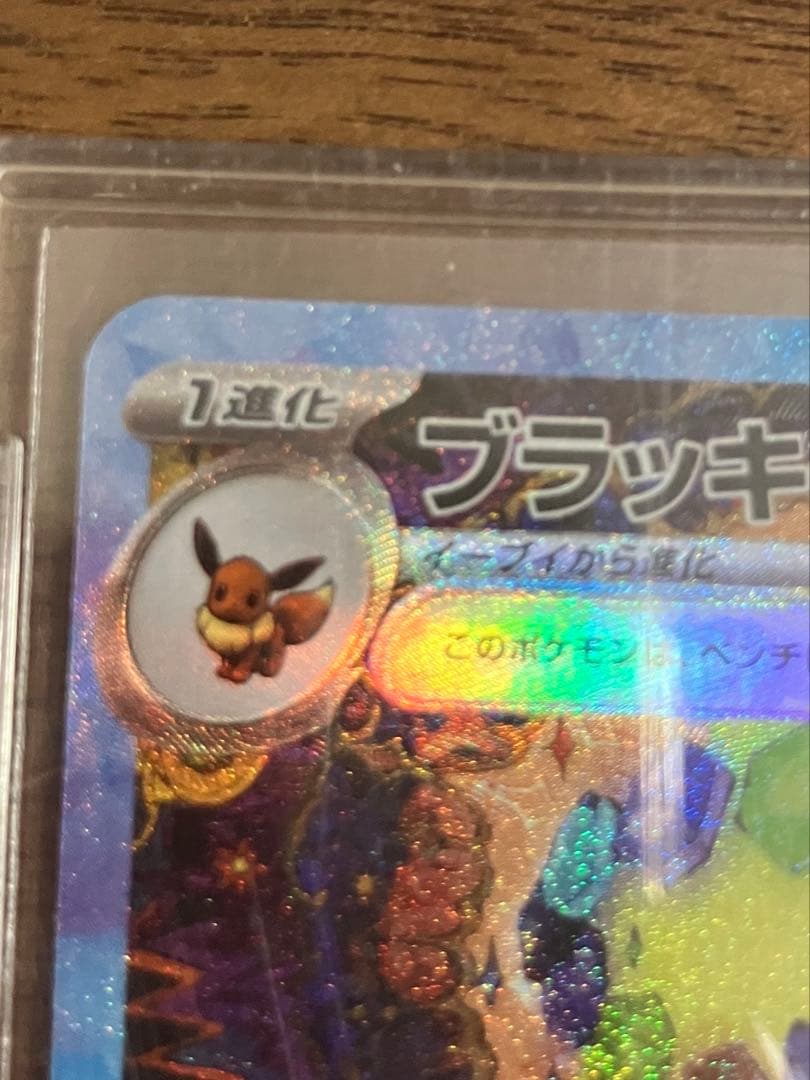 1進化
ブラッキ
イーブイから進化
このポケモンは、ベンチ